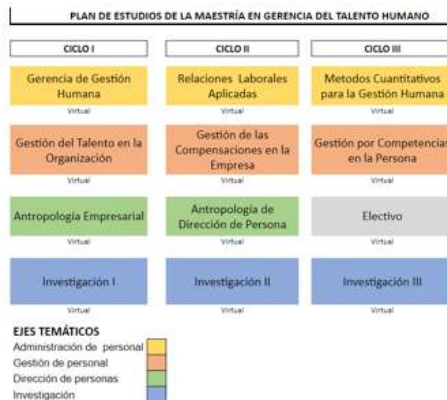 PLAN DE ESTUDIOS DE LA MAESTRÍA EN GERENCIA DEL TALENTO HUMANO
CICLO I
CICLO II
CICLO III
Gerencia de Gestión
Humana
Virtual
Relaciones Laborales
Aplicadas
Virtual
Metodos Cuantitativos
para la Gestión Humana
Virtual
Gestión del Talento en la
Organización
Virtual
Gestión de las
Compensaciones en la
Empresa
Virtual
Gestión por Competencias
en la Persona
Virtual
Antropología Empresarial
Virtual
Antropología de
Dirección de Persona
Virtual
Electivo
Virtual
Investigación I
Virtual
Investigación II
Virtual
Investigación III
Virtual
EJES TEMÁTICOS
Administración de personal
Gestión de personal
Dirección de personas
Investigación